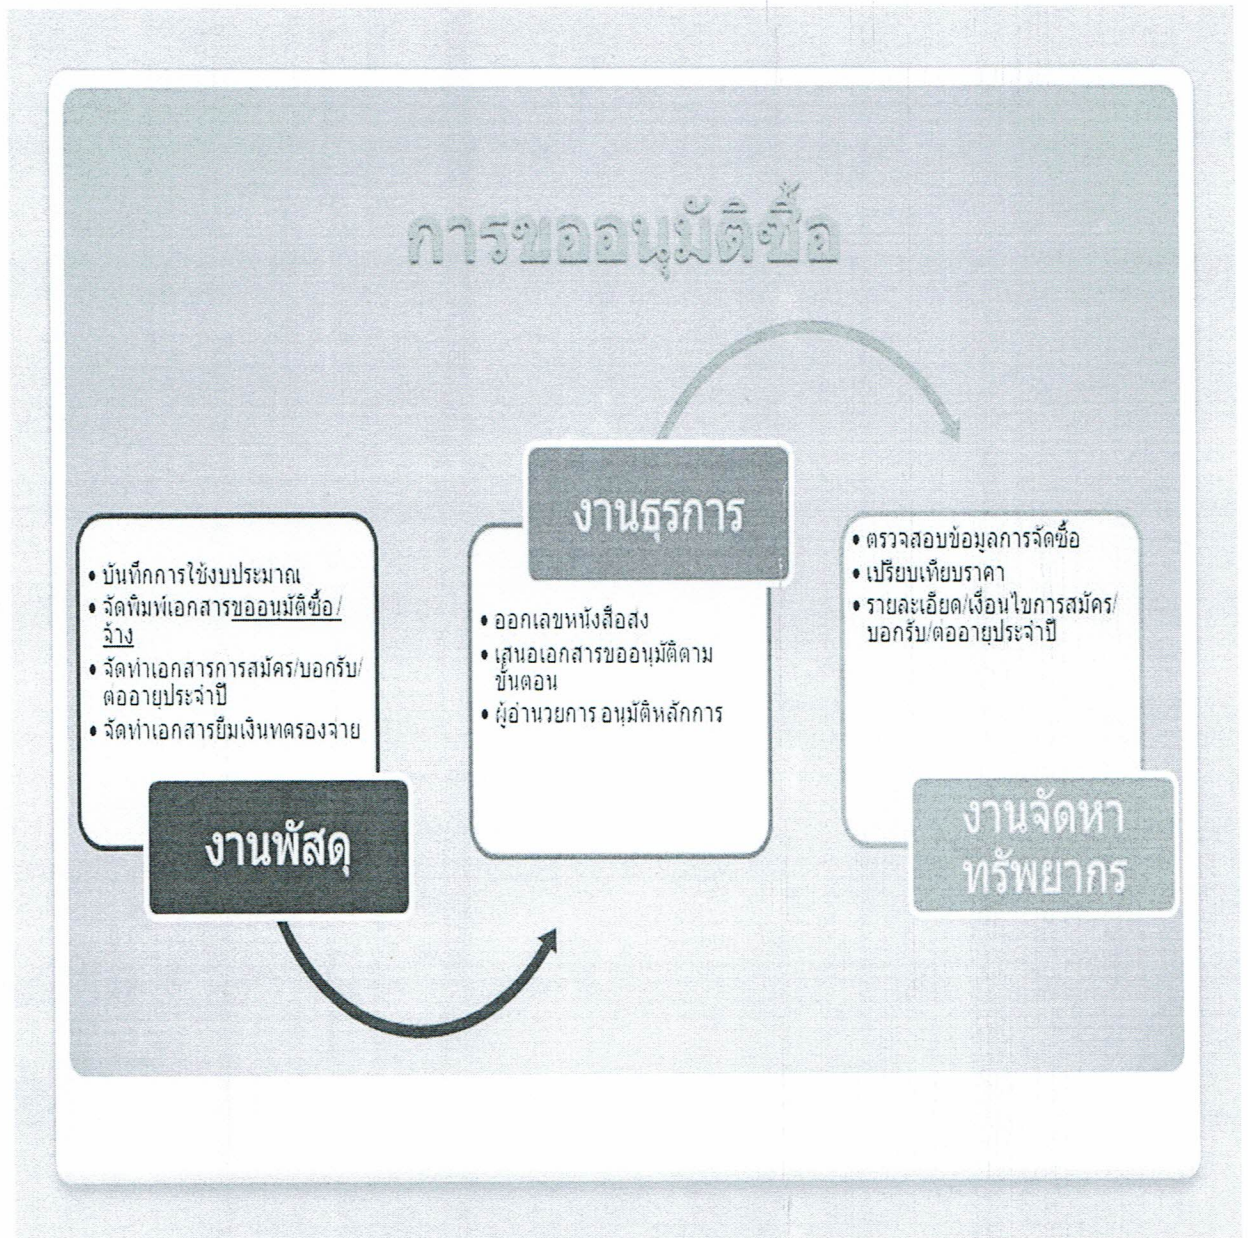 การขออนุมัติซื้อ
• บันทึกการใช้งบประมาณ
• จัดพิมพ์เอกสารขออนุมัติซื้อ/
จ้าง
• จัดทำเอกสารการสมัคร/บอกรับ/
ต่ออายุประจำปี
• จัดทำเอกสารยืมเงินทดรองจ่าย
งานพัสดุ
งานธุรการ
• ออกเลขหนังสือส่ง
• เสนอเอกสารขออนุมัติตาม
ขั้นตอน
• ผู้อำนวยการ อนุมัติหลักการ
• ตรวจสอบข้อมูลการจัดซื้อ
• เปรียบเทียบราคา
• รายละเอียด/เงื่อนไขการสมัคร/
บอกรับ/ต่ออายุประจำปี
งานจัดหา
ทรัพยากร